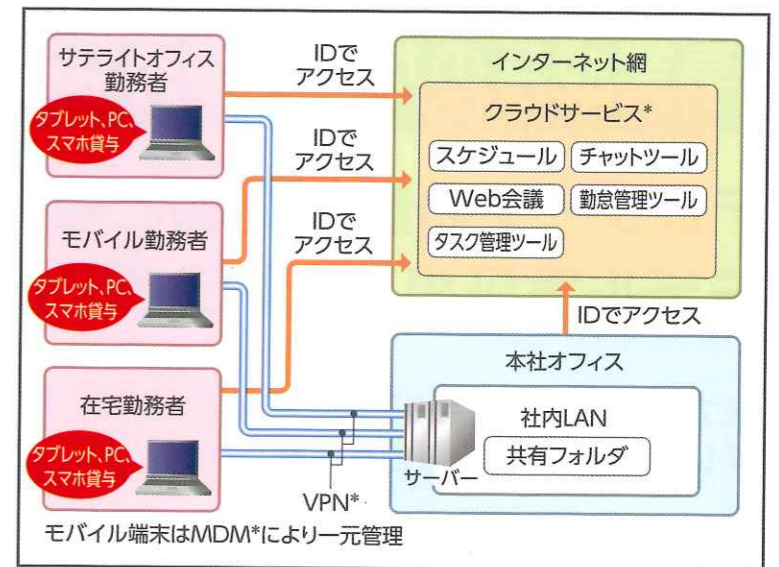 サテライトオフィス
勤務者
タブレット、PC、
スマホ貸与
IDで
アクセス
モバイル勤務者
タブレット、PC、
スマホ貸与
IDで
アクセス
在宅勤務者
タブレット、PC、
スマホ貸与
IDで
アクセス
インターネット網
クラウドサービス*
スケジュール
チャットツール
Web会議
勤怠管理ツール
タスク管理ツール
IDでアクセス
本社オフィス
社内LAN
共有フォルダ
サーバー
VPN*
モバイル端末はMDM*により一元管理